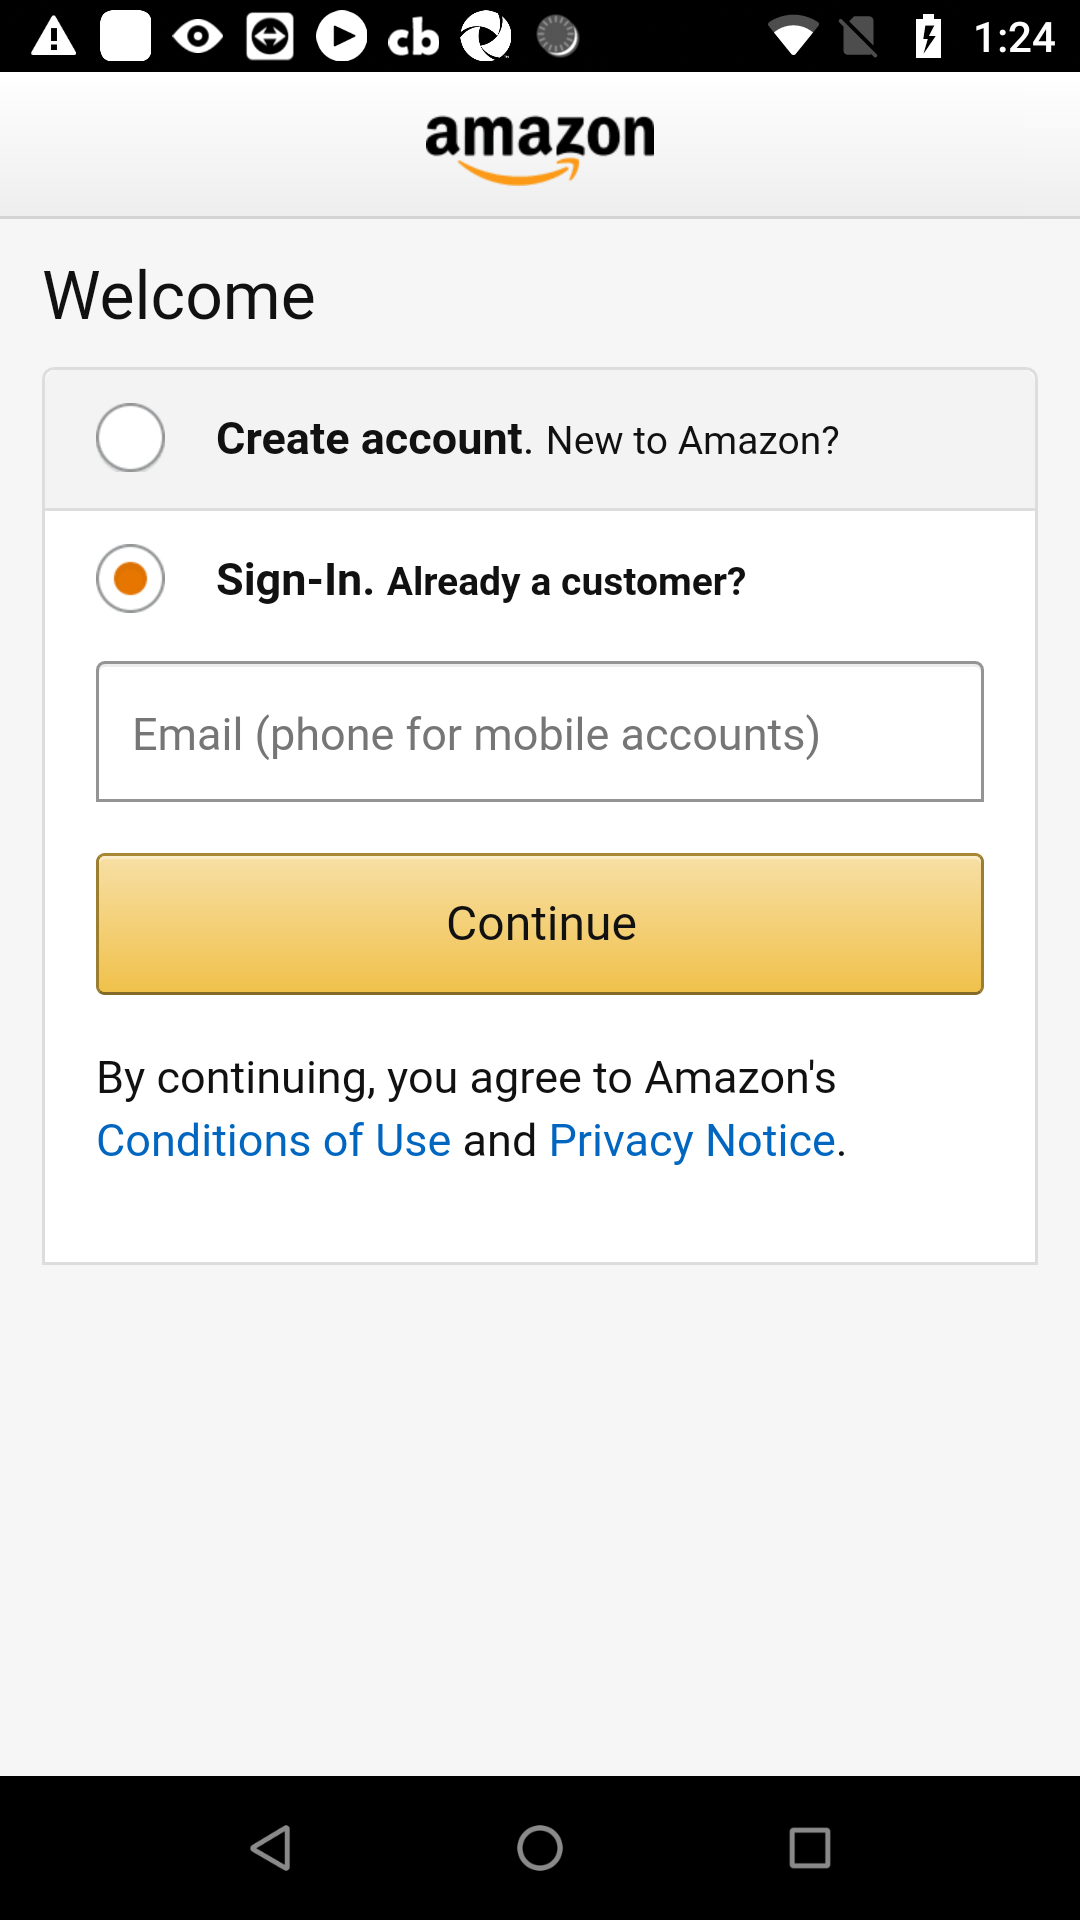 cb 1:24
amazon
Welcome
Create account. New to Amazon?
Sign-In. Already a customer?
Email (phone for mobile accounts)
Continue
By continuing, you agree to Amazon's
Conditions of Use and Privacy Notice.